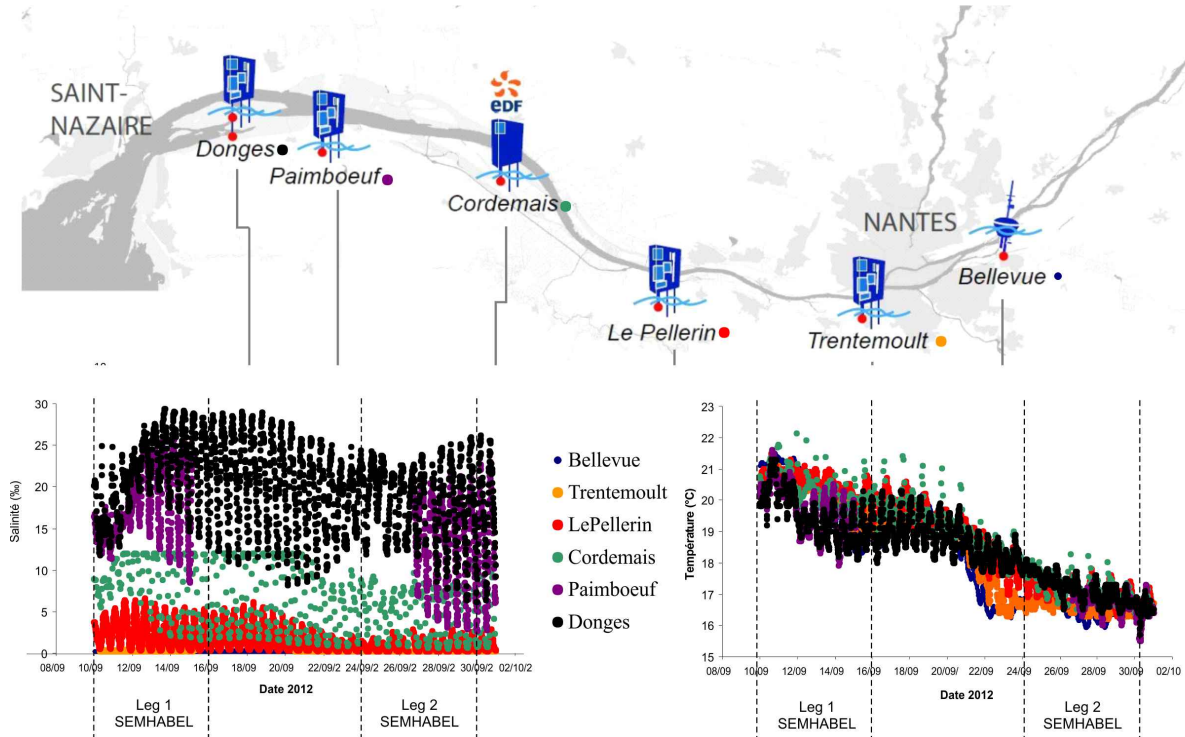 SAINT-
NAZAIRE
eDF
Donges
Paimboeuf
Cordemais
NANTES
Bellevue
Le Pellerin
Trentemoult
30
25
20
15
10
5
0
Salinité (‰)
08/09
10/09
12/09
14/09
16/09
18/09
20/09
22/09/2
24/09/2
26/09/2
28/09/2
30/09/2
02/10/2
Date 2012
Leg 1
SEMHABEL
Leg 2
SEMHABEL
Bellevue
Trentemoult
LePellerin
Cordemais
Paimboeuf
Donges
23
22
21
20
19
18
17
16
15
Température (°C)
08/09
10/09
12/09
14/09
16/09
18/09
20/09
22/09
24/09
26/09
28/09
30/09
02/10
Date 2012
Leg 1
SEMHABEL
Leg 2
SEMHABEL